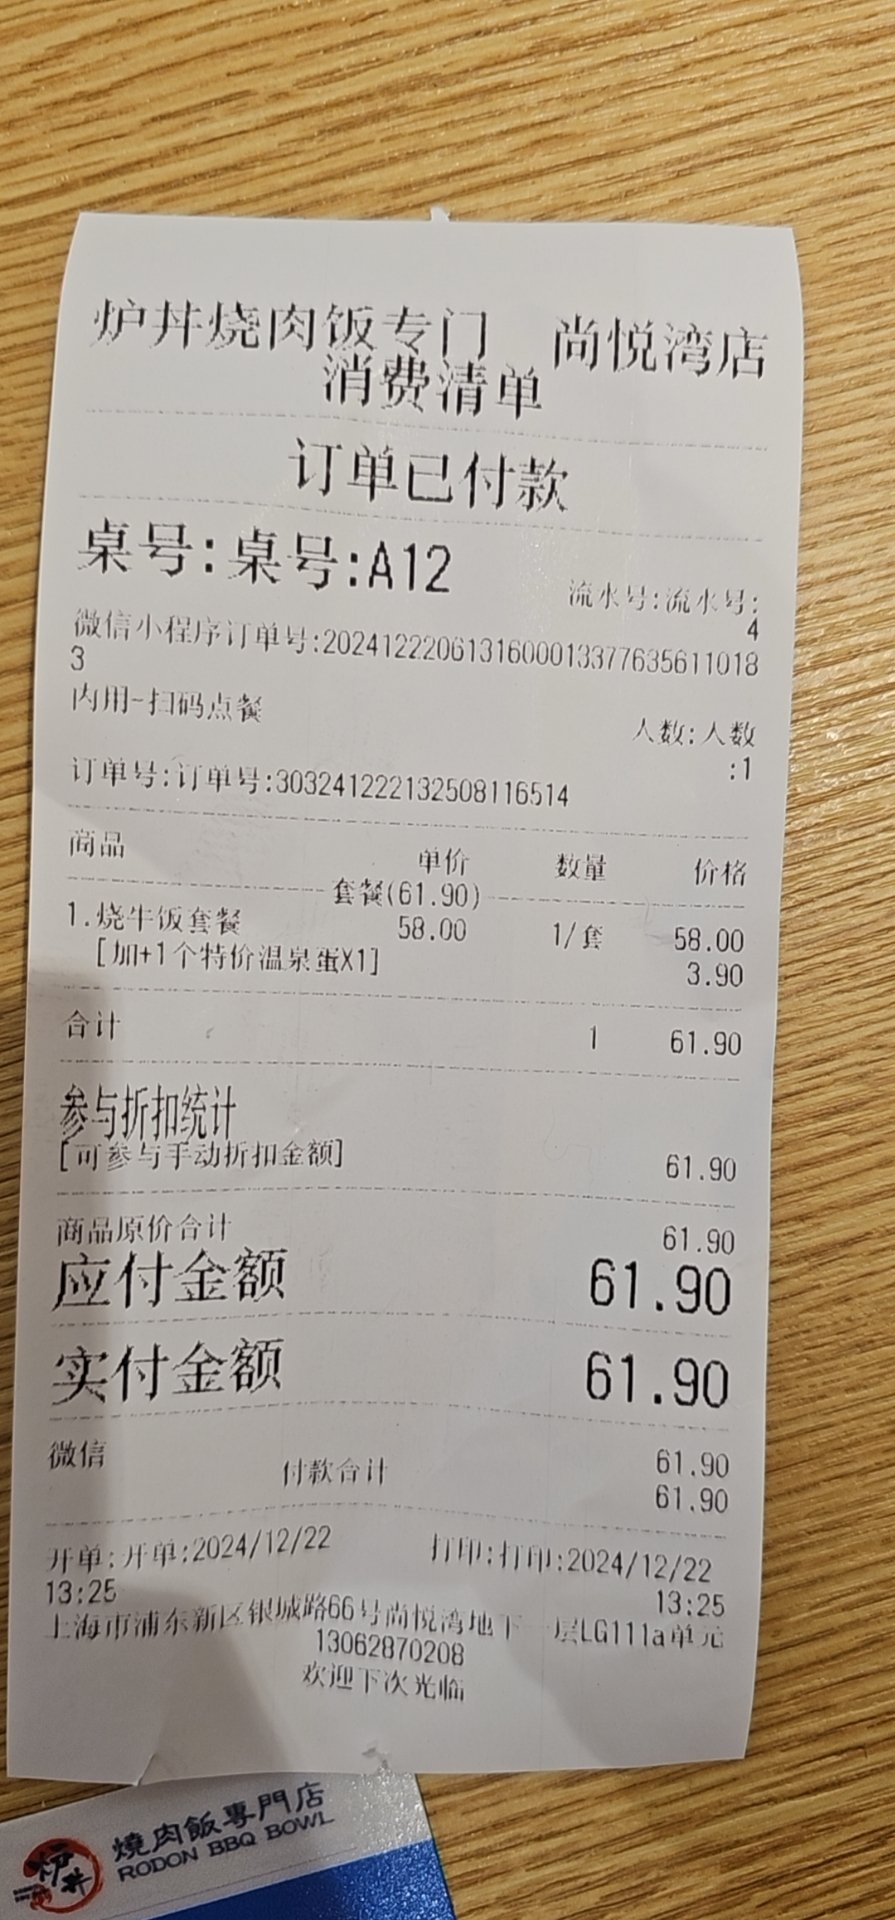 炉丼烧肉饭专门 尚悦湾店
消费清单
订单已付款
桌号:桌号:A12
流水号:流水号:
4
微信小程序订单号:2024122206131600013377635611018
3
内用-扫码点餐
人数:人数
:1
订单号:订单号:303241222132508116514
商品 单价 数量 价格
套餐(61.90)
1.烧牛饭套餐 58.00 1/套 58.00
[加+1个特价温泉蛋X1] 3.90
合计 1 61.90
参与折扣统计
[可参与手动折扣金额] 61.90
商品原价合计 61.90
应付金额 61.90
实付金额 61.90
微信 61.90
付款合计 61.90
开单:开单:2024/12/22 打印:打印:2024/12/22
13:25 13:25
上海市浦东新区银城路66号尚悦湾地下一层LG111a单元
13062870208
欢迎下次光临
炉丼
燒肉飯專門店
RODON BBQ BOWL